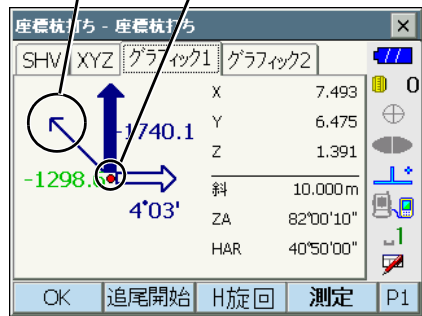 座標杭打ち - 座標杭打ち
SHV XYZ グラフィック1 グラフィック2
0
X 7.493
-1740.1
Y 6.475
Z 1.391
-1298.6
斜 10.000m
4°03'
ZA 82°00'10"
HAR 40°50'00"
1
OK 追尾開始 H旋回 測定 P1